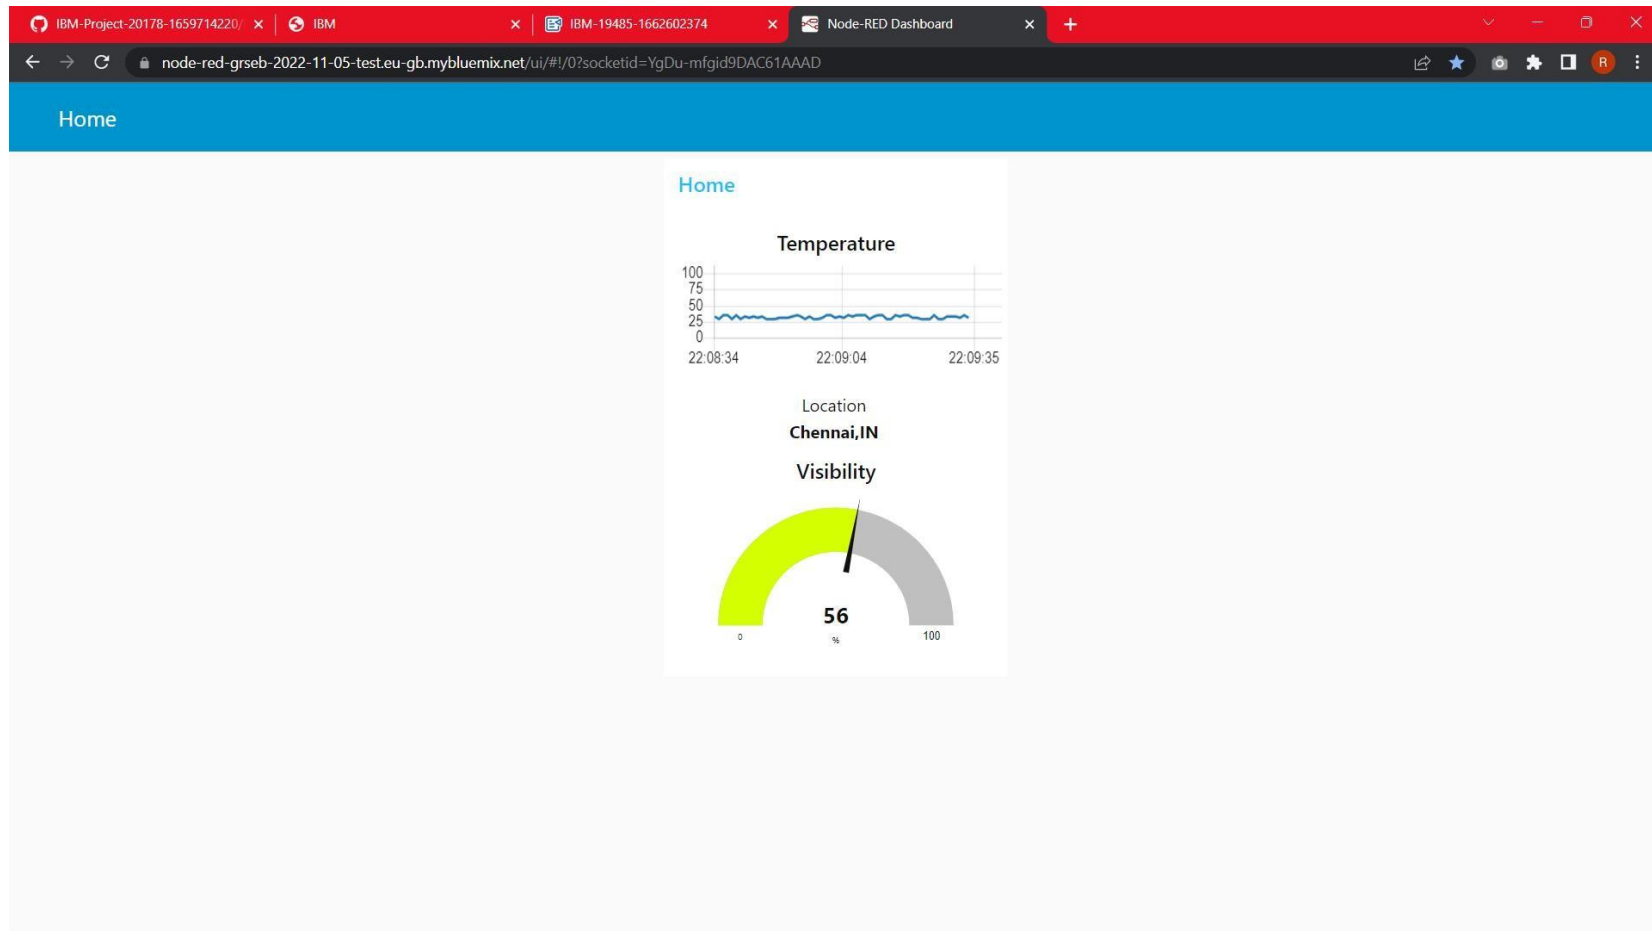 IBM-Project-20178-1659714220/
IBM
IBM-19485-1662602374
Node-RED Dashboard
node-red-grseb-2022-11-05-test.eu-gb.mybluemix.net/ui/#!/0?socketid=YgDu-mfgid9DAC61AAAD
R
Home
Home
Temperature
100
75
50
25
0
22:08:34 22:09:04 22:09:35
Location
Chennai,IN
Visibility
56
0 % 100